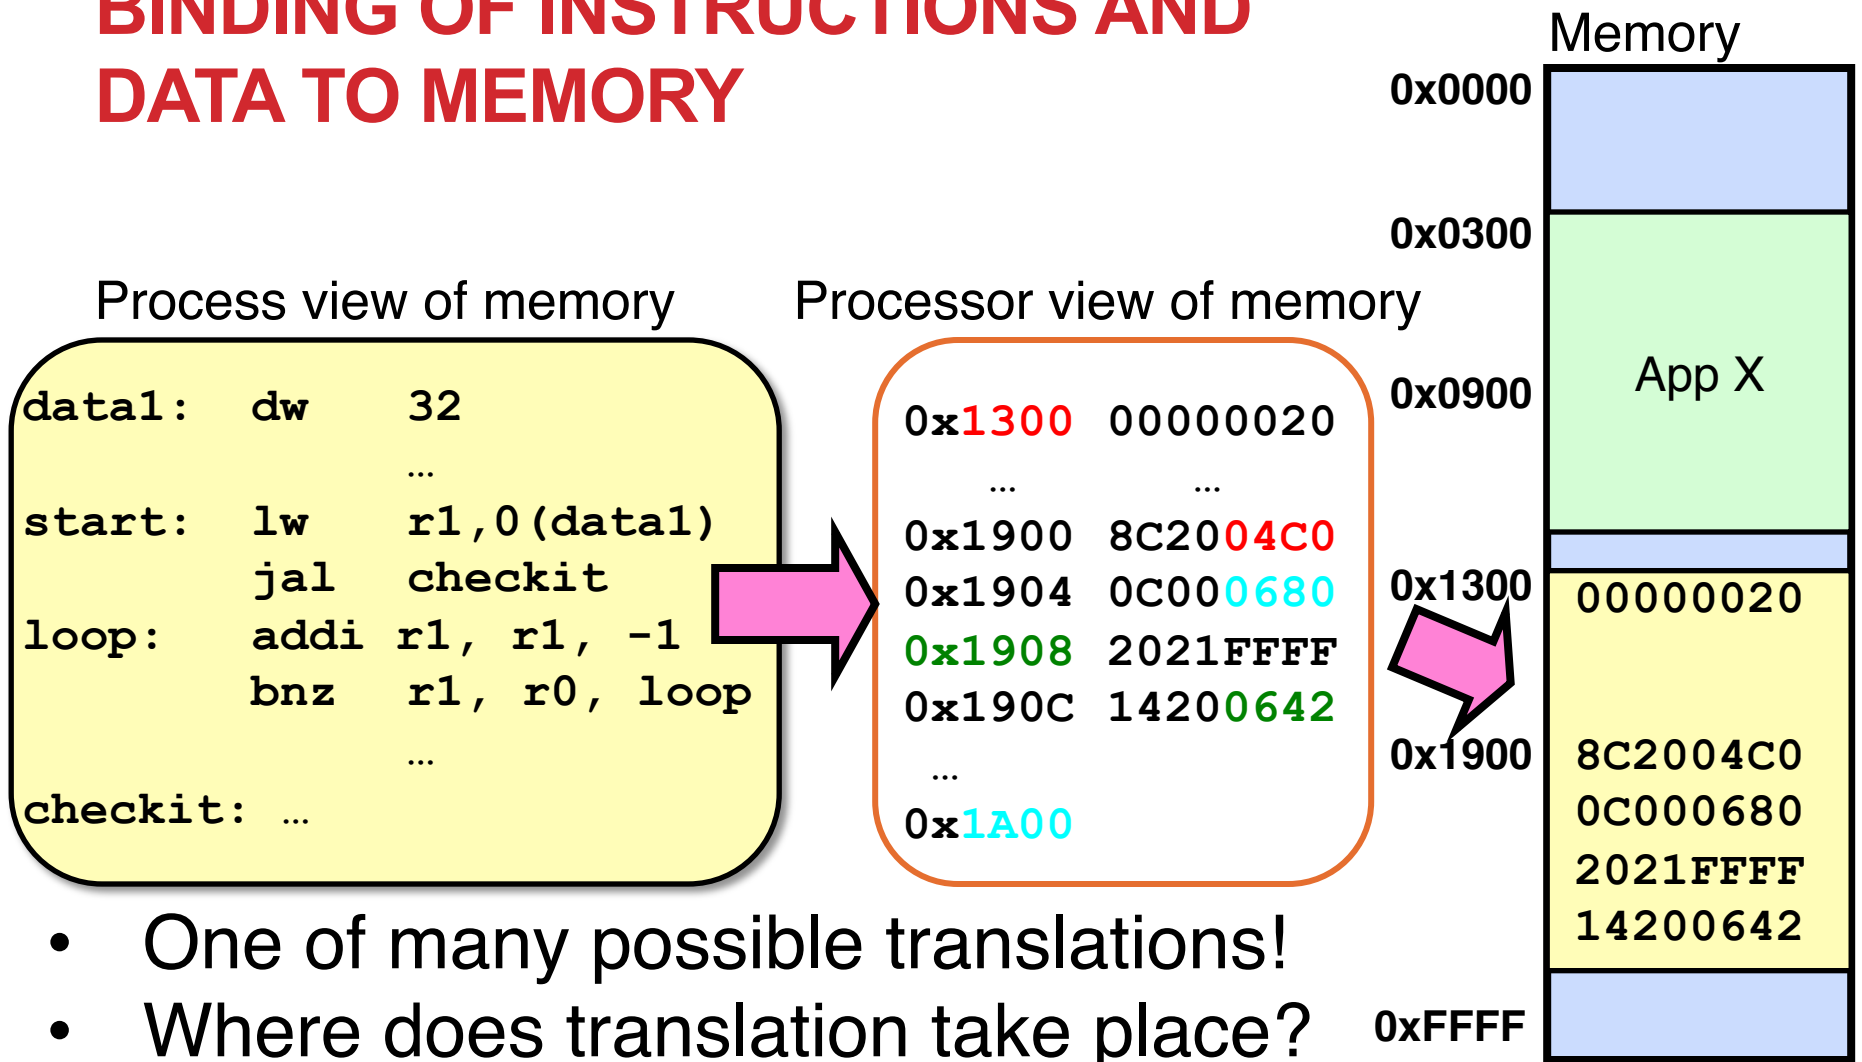 BINDING OF INSTRUCTIONS AND
DATA TO MEMORY
Process view of memory
data1: dw 32
…
start: lw r1,0(data1)
jal checkit
loop: addi r1, r1, -1
bnz r1, r0, loop
…
checkit: …
Processor view of memory
0x1300 00000020
… …
0x1900 8C2004C0
0x1904 0C000680
0x1908 2021FFFF
0x190C 14200642
…
0x1A00
Memory
0x0000
0x0300
0x0900
App X
0x1300
00000020
0x1900
8C2004C0
0C000680
2021FFFF
14200642
0xFFFF
• One of many possible translations!
• Where does translation take place?